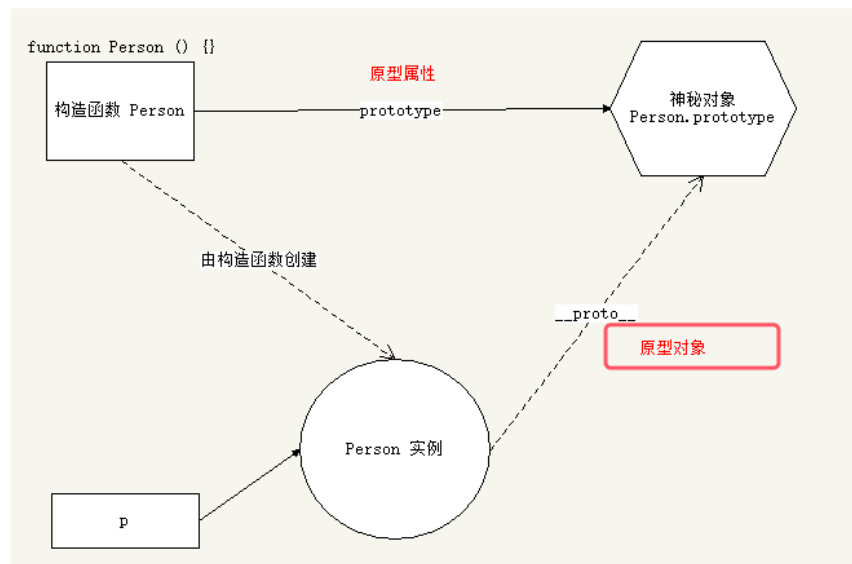 function Person () {}
原型属性
构造函数 Person
prototype
神秘对象
Person.prototype
由构造函数创建
__proto__
原型对象
Person 实例
p